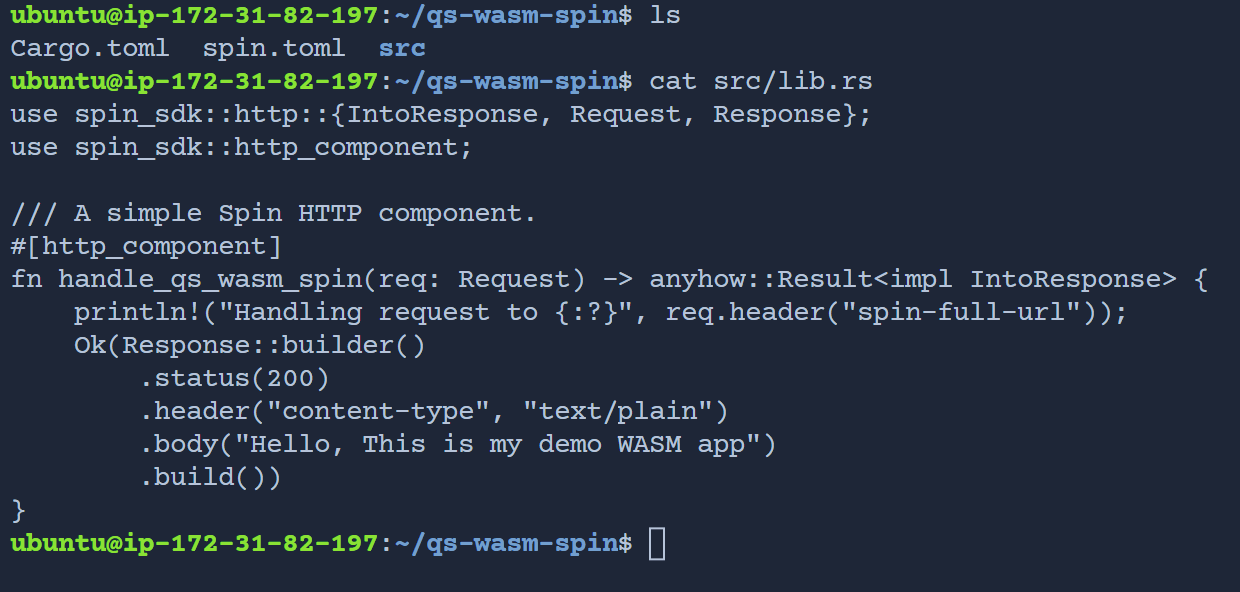 ubuntu@ip-172-31-82-197:~/qs-wasm-spin$ ls
Cargo.toml  spin.toml  src
ubuntu@ip-172-31-82-197:~/qs-wasm-spin$ cat src/lib.rs
use spin_sdk::http::{IntoResponse, Request, Response};
use spin_sdk::http_component;

/// A simple Spin HTTP component.
#[http_component]
fn handle_qs_wasm_spin(req: Request) -> anyhow::Result<impl IntoResponse> {
    println!("Handling request to {:?}", req.header("spin-full-url"));
    Ok(Response::builder()
        .status(200)
        .header("content-type", "text/plain")
        .body("Hello, This is my demo WASM app")
        .build())
}
ubuntu@ip-172-31-82-197:~/qs-wasm-spin$